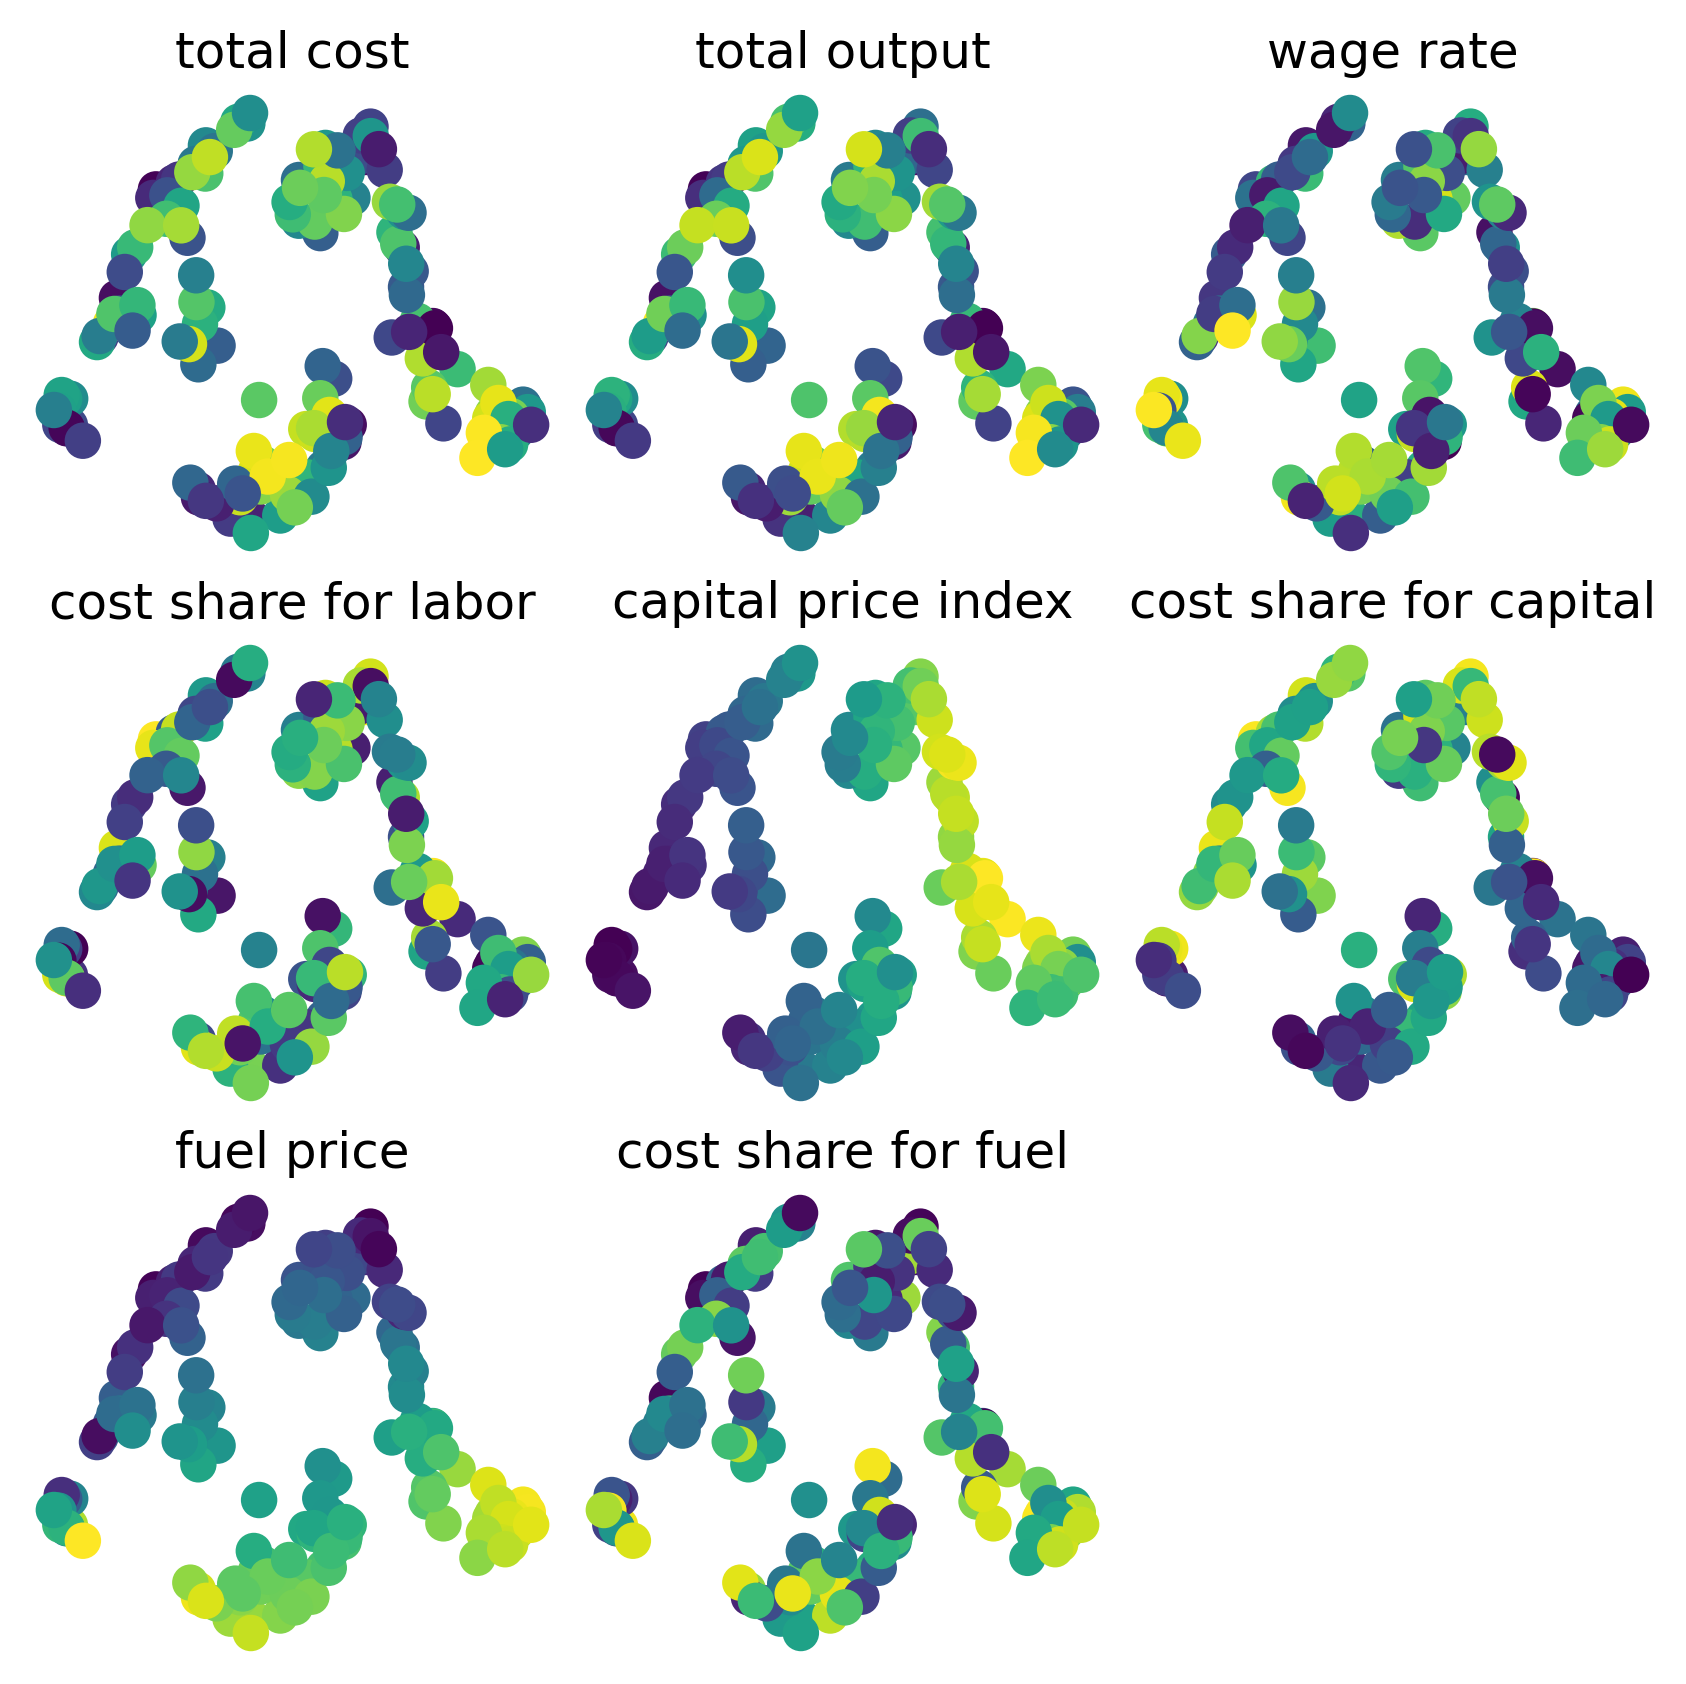 total cost
total output
wage rate
cost share for labor
capital price index
cost share for capital
fuel price
cost share for fuel